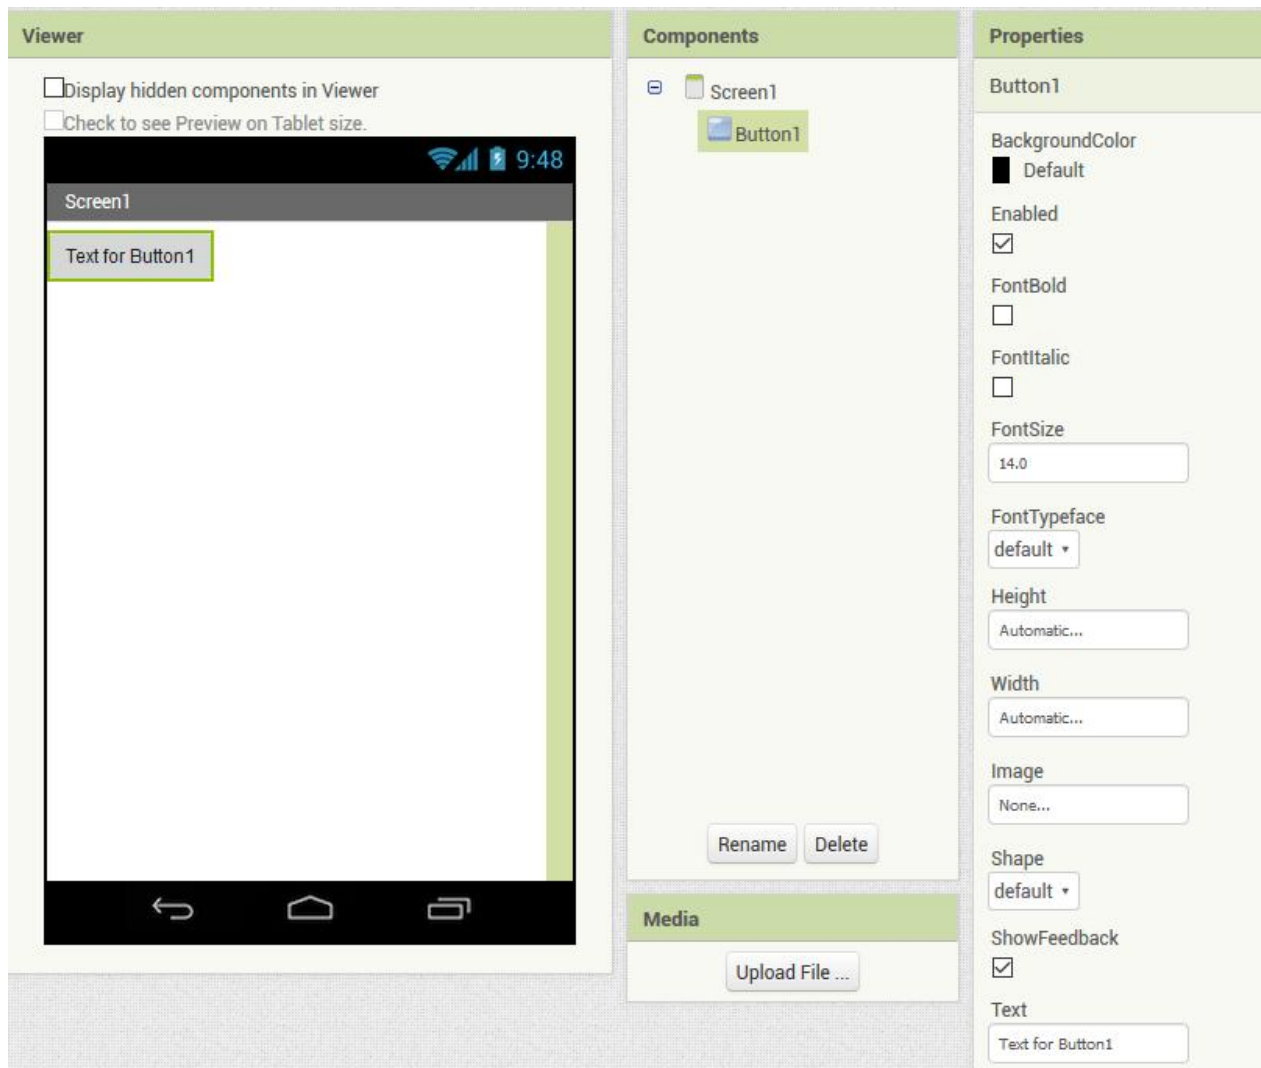 Viewer
Display hidden components in Viewer
Check to see Preview on Tablet size.
9:48
Screen1
Text for Button1
Components
Screen1
Button1
Rename
Delete
Media
Upload File ...
Properties
Button1
BackgroundColor
Default
Enabled
FontBold
FontItalic
FontSize
14.0
FontTypeface
default
Height
Automatic...
Width
Automatic...
Image
None...
Shape
default
ShowFeedback
Text
Text for Button1